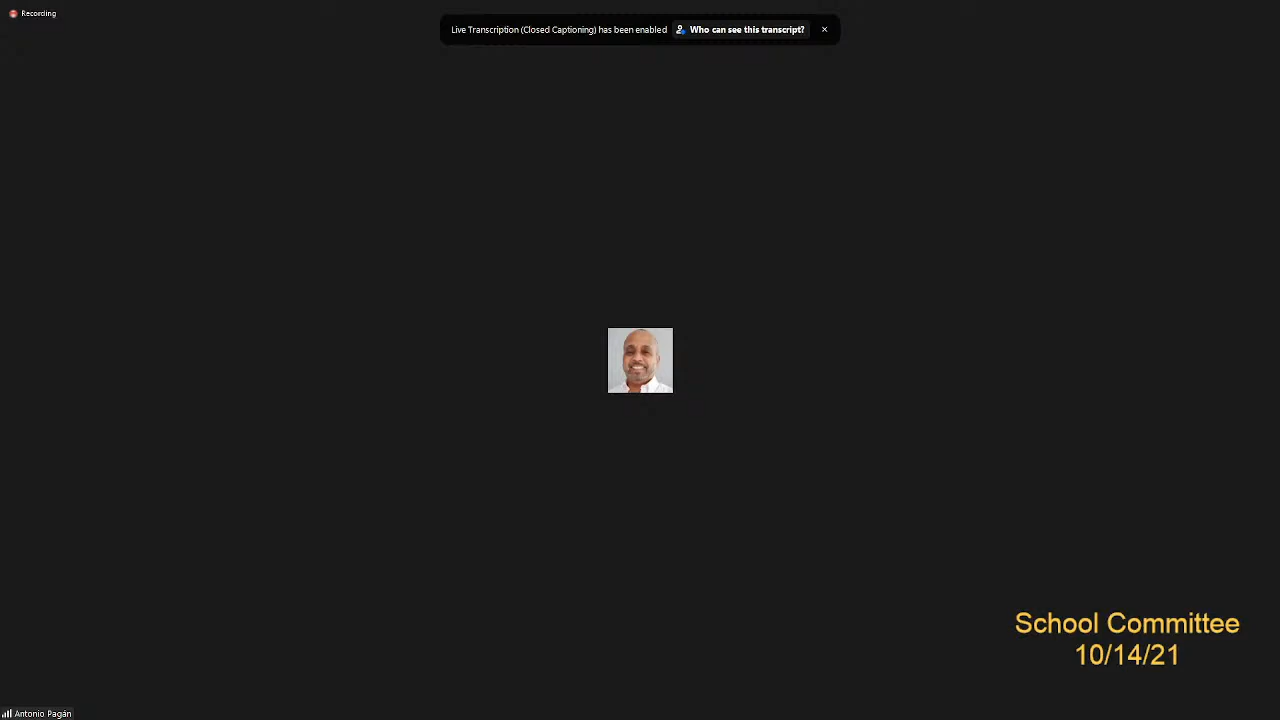 Recording
Live Transcription (Closed Captioning) has been enabled Who can see this transcript? ×
School Committee
10/14/21
Antonio Pagán